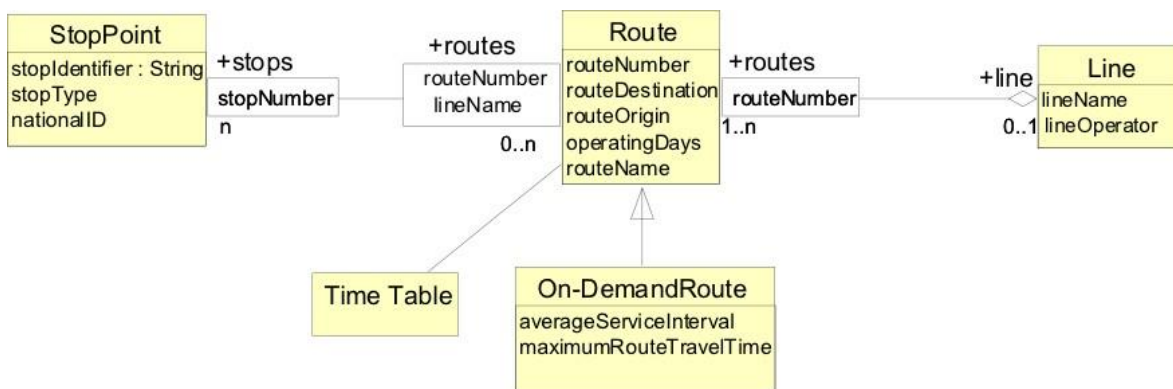 StopPoint
stopIdentifier : String
stopType
nationalID
+stops
stopNumber
n
+routes
routeNumber
lineName
0..n
Route
routeNumber
routeDestination
routeOrigin
operatingDays
routeName
+routes
routeNumber
1..n
+line
0..1
Line
lineName
lineOperator
Time Table
On-DemandRoute
averageServiceInterval
maximumRouteTravelTime